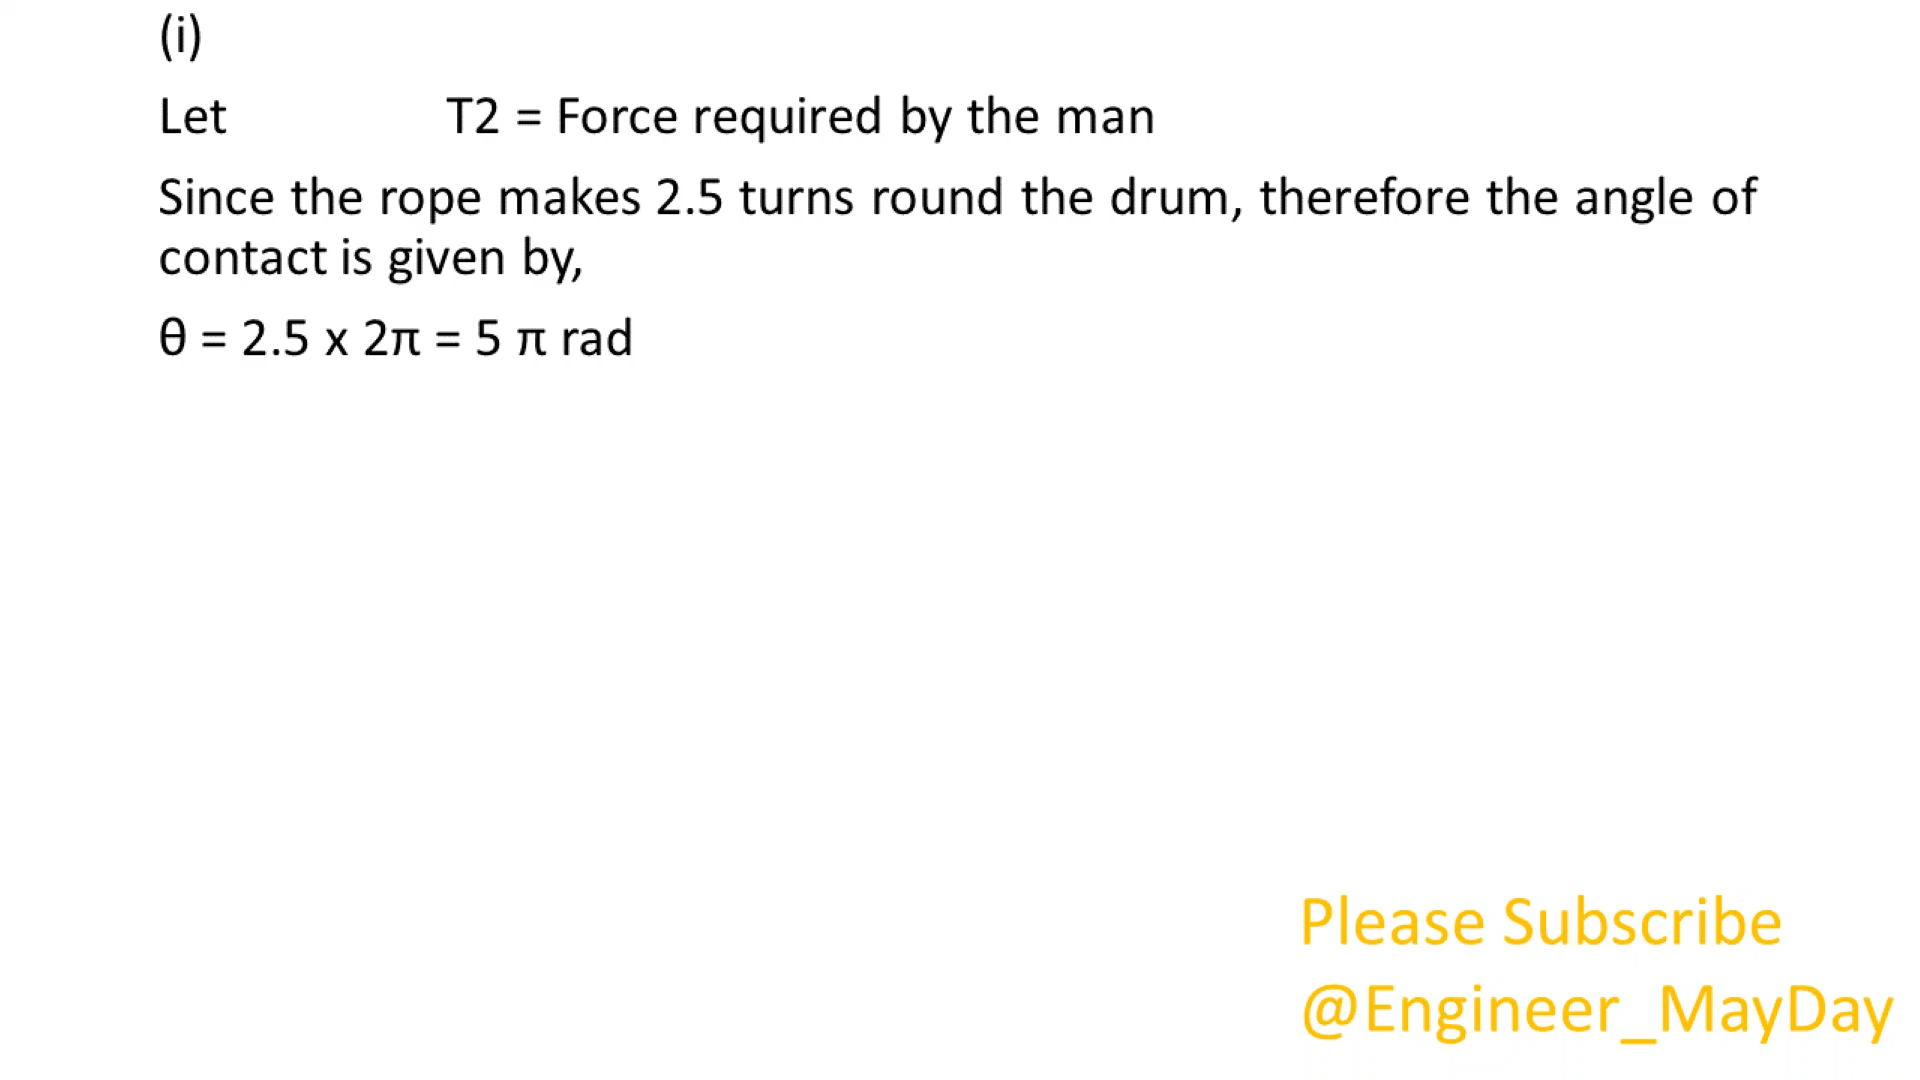 (i)
Let T2 = Force required by the man
Since the rope makes 2.5 turns round the drum, therefore the angle of
contact is given by,
θ = 2.5 x 2π = 5 π rad
Please Subscribe
@Engineer_MayDay